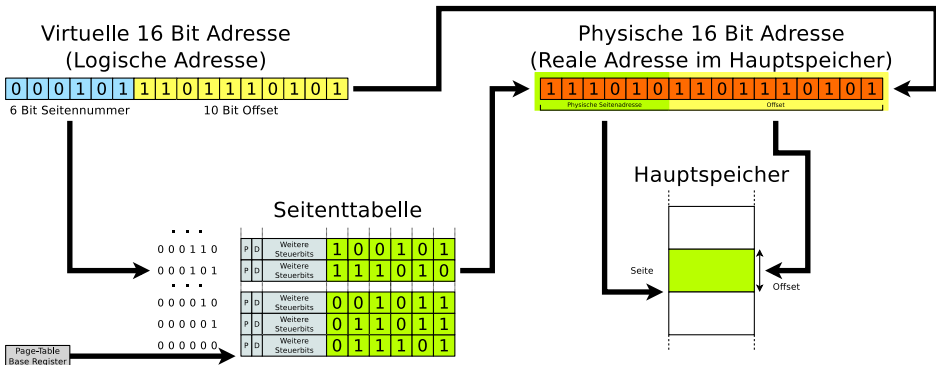 Virtuelle 16 Bit Adresse
(Logische Adresse)
0 0 0 1 0 1 1 1 0 1 1 1 0 1 0 1
6 Bit Seitennummer
10 Bit Offset
Physische 16 Bit Adresse
(Reale Adresse im Hauptspeicher)
1 1 1 0 1 0 1 1 0 1 1 1 0 1 0 1
Physische Seitenadresse
Offset
Hauptspeicher
Seite
Offset
Seitenttabelle
. . .
0 0 0 1 1 0
P D Weitere Steuerbits 1 0 0 1 0 1
0 0 0 1 0 1
P D Weitere Steuerbits 1 1 1 0 1 0
. . .
0 0 0 0 1 0
P D Weitere Steuerbits 0 0 1 0 1 1
0 0 0 0 0 1
P D Weitere Steuerbits 0 1 1 0 1 1
0 0 0 0 0 0
P D Weitere Steuerbits 0 1 1 1 0 1
Page-Table
Base Register